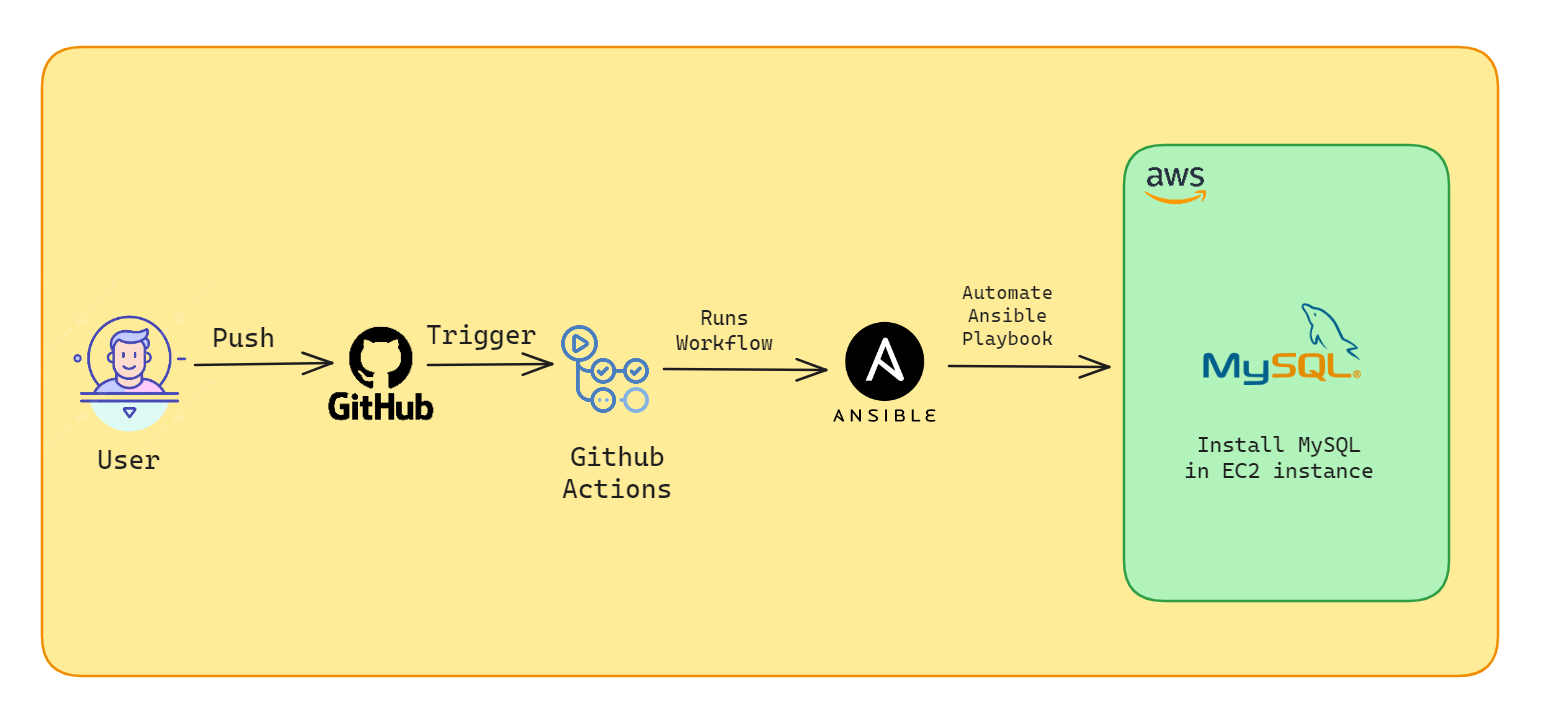 aws
Automate
Ansible
Playbook
Runs
Workflow
Push
Trigger
MySQL®
GitHub
ANSIBLE
User
Github
Actions
Install MySQL
in EC2 instance